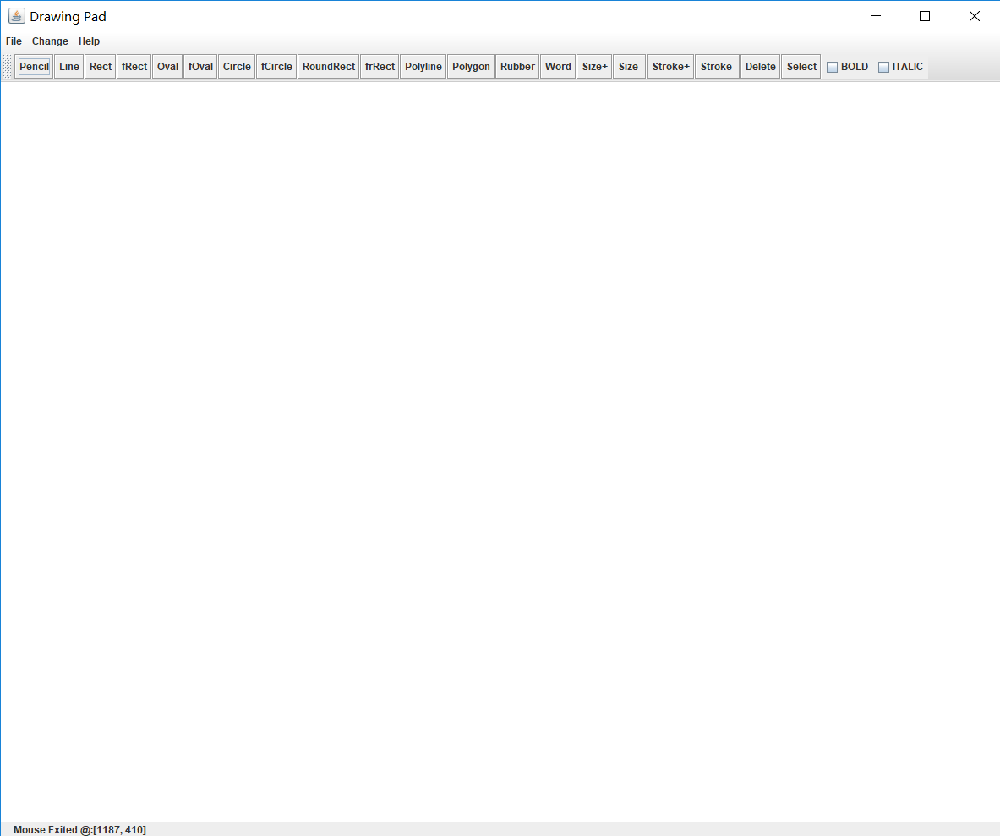 Drawing Pad
File Change Help
Pencil Line Rect fRect Oval fOval Circle fCircle RoundRect frRect Polyline Polygon Rubber Word Size+ Size- Stroke+ Stroke- Delete Select BOLD ITALIC
Mouse Exited @:[1187, 410]